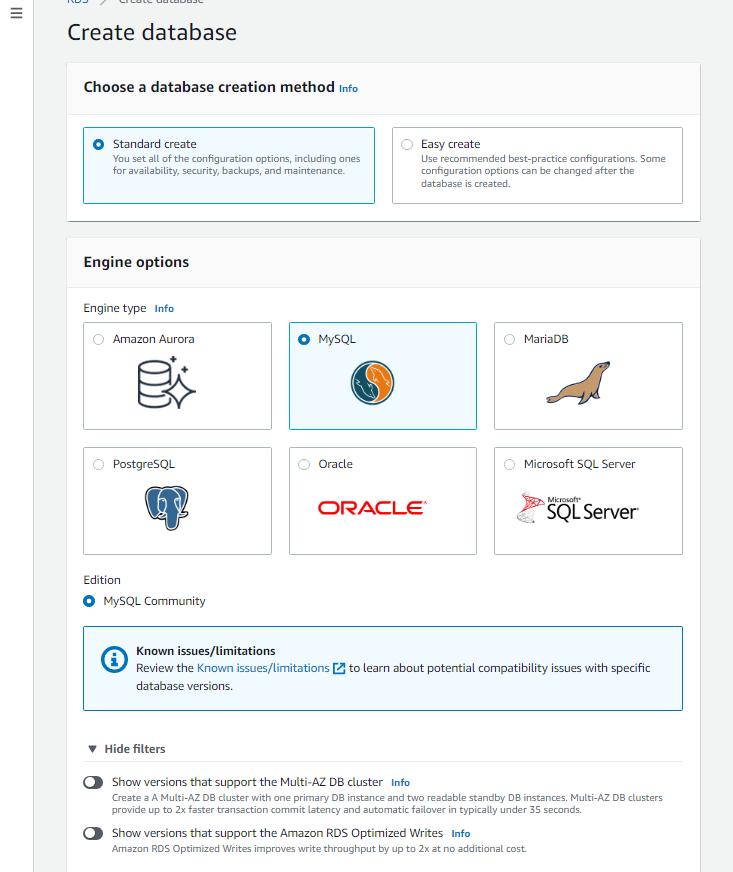 RDS > Create database
Create database
Choose a database creation method Info
Standard create
You set all of the configuration options, including ones
for availability, security, backups, and maintenance.
Easy create
Use recommended best-practice configurations. Some
configuration options can be changed after the
database is created.
Engine options
Engine type Info
Amazon Aurora
MySQL
MariaDB
PostgreSQL
Oracle
ORACLE
Microsoft SQL Server
Microsoft®
SQL Server
Edition
MySQL Community
Known issues/limitations
Review the Known issues/limitations to learn about potential compatibility issues with specific
database versions.
Hide filters
Show versions that support the Multi-AZ DB cluster Info
Create a A Multi-AZ DB cluster with one primary DB instance and two readable standby DB instances. Multi-AZ DB clusters
provide up to 2x faster transaction commit latency and automatic failover in typically under 35 seconds.
Show versions that support the Amazon RDS Optimized Writes Info
Amazon RDS Optimized Writes improves write throughput by up to 2x at no additional cost.